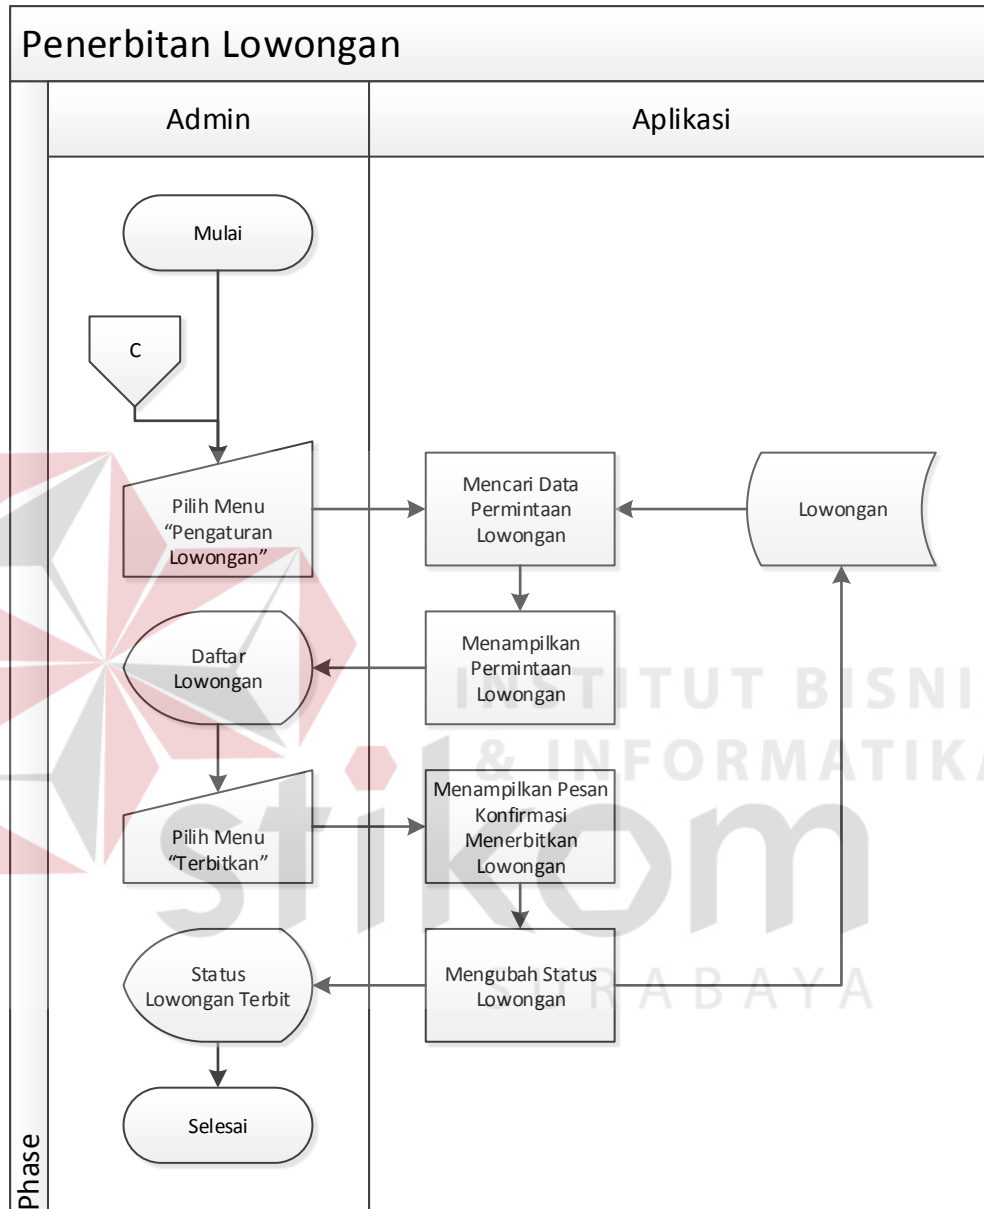 Penerbitan Lowongan
Admin
Aplikasi
Mulai
C
Pilih Menu
“Pengaturan
Lowongan”
Mencari Data
Permintaan
Lowongan
Lowongan
Daftar
Lowongan
Menampilkan
Permintaan
Lowongan
INSTITUT BISNI
& INFORMATIKA
Pilih Menu
“Terbitkan”
Menampilkan Pesan
Konfirmasi
Menerbitkan
Lowongan
stikom
Status
Lowongan Terbit
Mengubah Status
Lowongan
SURABAYA
Selesai
Phase